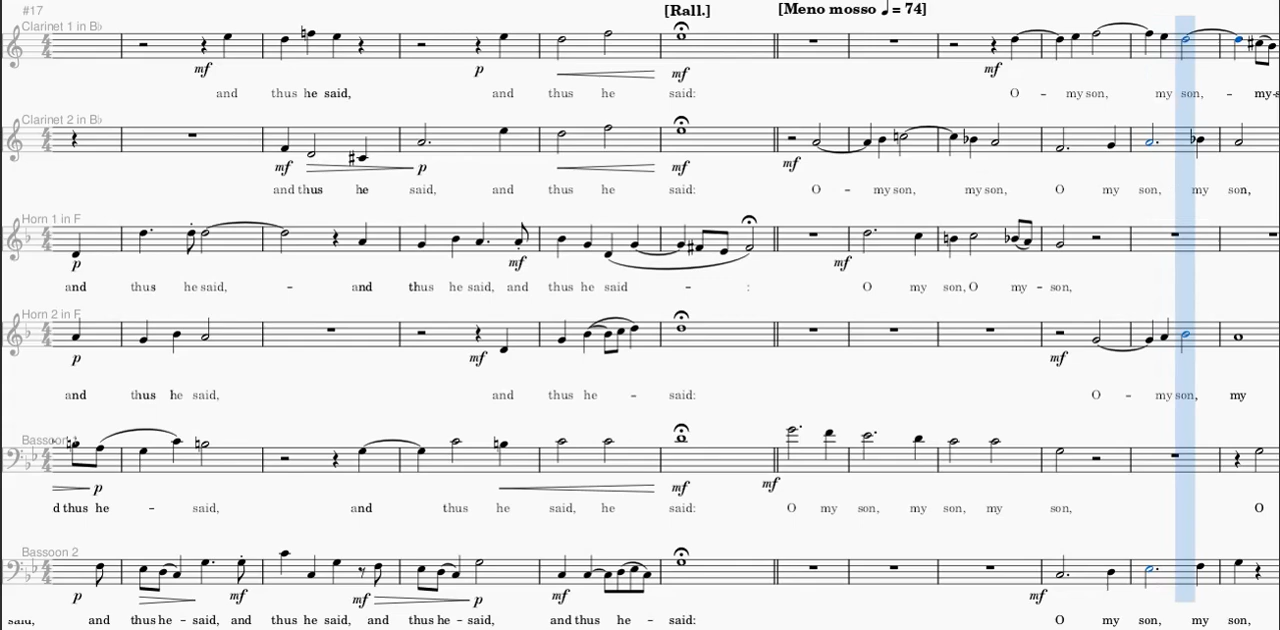 #17
[Rall.]
[Meno mosso ♩ = 74]
Clarinet 1 in B♭
mf p mf mf
and thus he said, and thus he said: O - my son, my son, -
Clarinet 2 in B♭
mf p mf mf
and thus he said, and thus he said: O - my son, my son, O my son, my son,
Horn 1 in F
p mf mf
and thus he said, - and thus he said, and thus he said - : O my son, O my - son,
Horn 2 in F
p mf mf
and thus he said, and thus he - said: O - my son, my
p mf mf
d thus he - said, and thus he said, he said: O my son, my son, my son, O
Bassoon 2
p mf mf p mf mf
and thus he - said, and thus he said, and thus he - said, and thus he - said: O my son, my son,